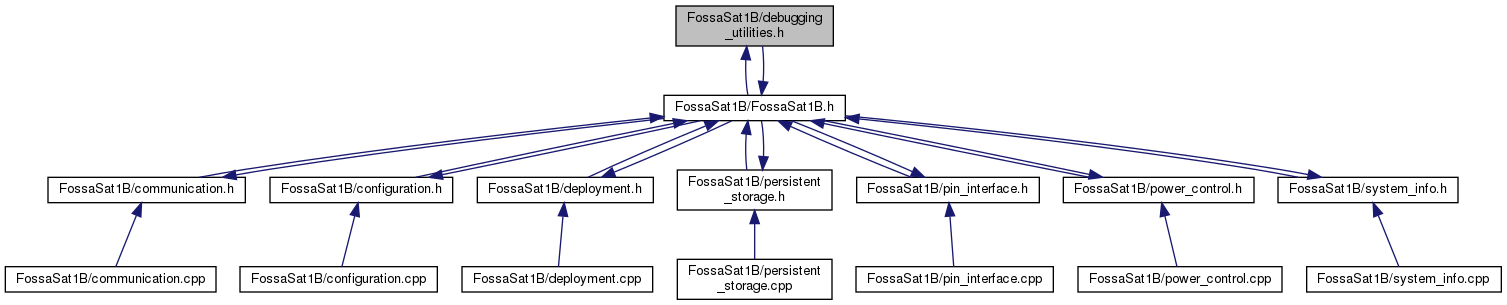 FossaSat1B/debugging
_utilities.h
FossaSat1B/FossaSat1B.h
FossaSat1B/communication.h
FossaSat1B/configuration.h
FossaSat1B/deployment.h
FossaSat1B/persistent
_storage.h
FossaSat1B/pin_interface.h
FossaSat1B/power_control.h
FossaSat1B/system_info.h
FossaSat1B/communication.cpp
FossaSat1B/configuration.cpp
FossaSat1B/deployment.cpp
FossaSat1B/persistent
_storage.cpp
FossaSat1B/pin_interface.cpp
FossaSat1B/power_control.cpp
FossaSat1B/system_info.cpp